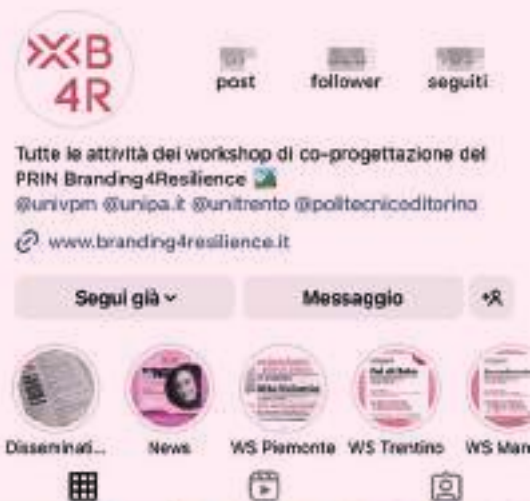 B
4R
post follower seguiti
Tutte le attività dei workshop di co-progettazione del
PRIN Branding4Resilience
@univpm @unipa.it @unitrento @politecnicoditorino
www.branding4resilience.it
Segui già Messaggio
Disseminati... News WS Piemonte WS Trentino WS Mar